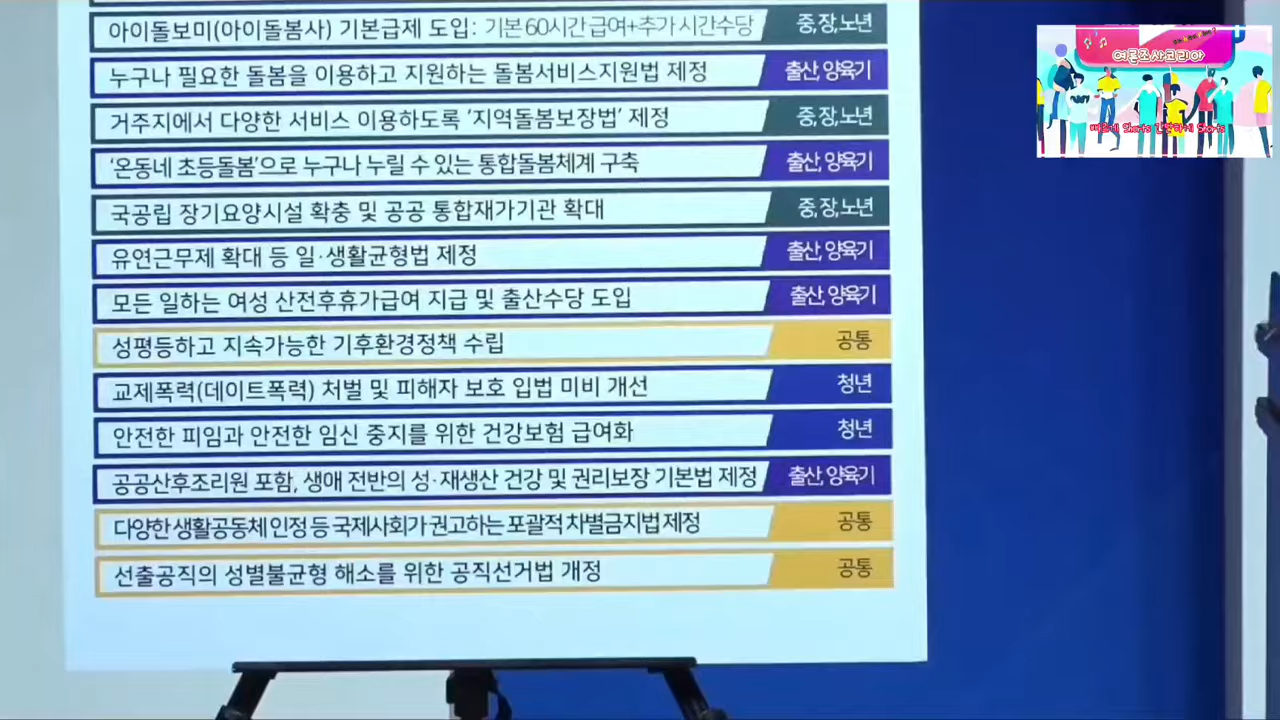 아이돌보미(아이돌봄사) 기본급제 도입: 기본 60시간 급여+추가 시간수당 중, 장, 노년
누구나 필요한 돌봄을 이용하고 지원하는 돌봄서비스지원법 제정 출산, 양육기
거주지에서 다양한 서비스 이용하도록 '지역돌봄보장법' 제정 중, 장, 노년
'온동네 초등돌봄'으로 누구나 누릴 수 있는 통합돌봄체계 구축 출산, 양육기
국공립 장기요양시설 확충 및 공공 통합재가기관 확대 중, 장, 노년
유연근무제 확대 등 일·생활균형법 제정 출산, 양육기
모든 일하는 여성 산전후휴가급여 지급 및 출산수당 도입 출산, 양육기
성평등하고 지속가능한 기후환경정책 수립 공통
교제폭력(데이트폭력) 처벌 및 피해자 보호 입법 미비 개선 청년
안전한 피임과 안전한 임신 중지를 위한 건강보험 급여화 청년
공공산후조리원 포함, 생애 전반의 성·재생산 건강 및 권리보장 기본법 제정 출산, 양육기
다양한 생활공동체 인정 등 국제사회가 권고하는 포괄적 차별금지법 제정 공통
선출공직의 성별불균형 해소를 위한 공직선거법 개정 공통
여론조사코리아
Shorts Shorts